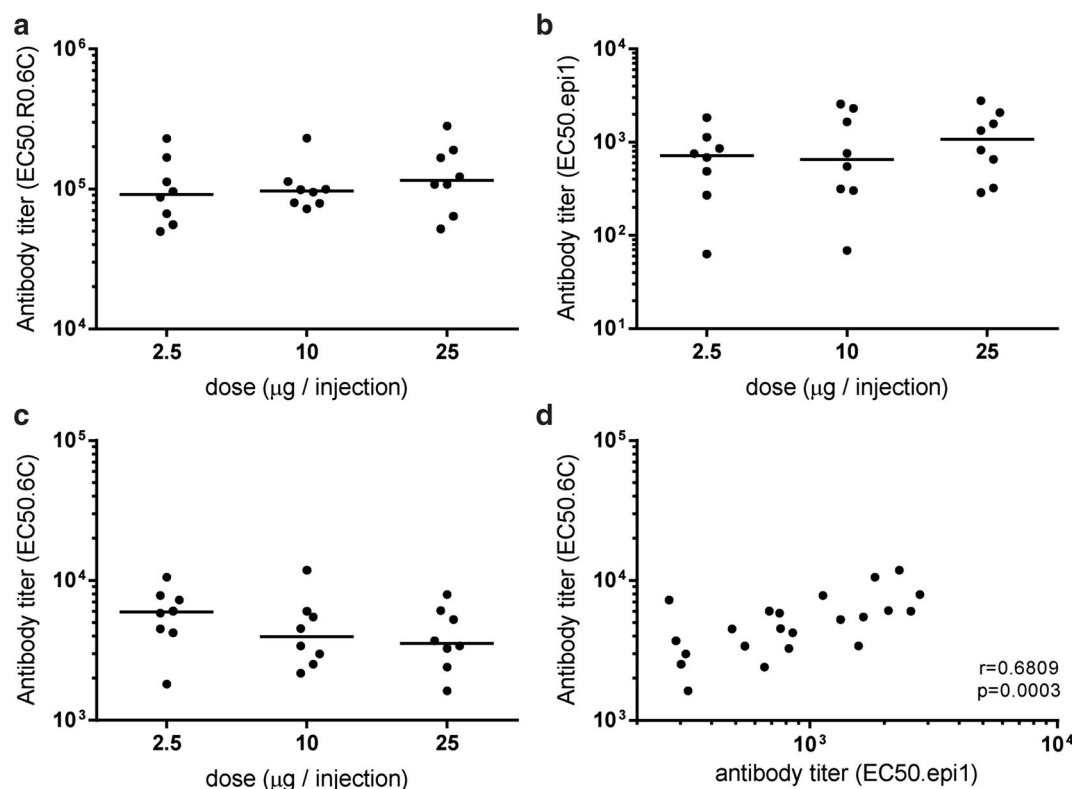 a
10⁶
10⁵
10⁴
Antibody titer (EC50.R0.6C)
2.5 10 25
dose (μg / injection)
b
10⁴
10³
10²
10¹
Antibody titer (EC50.epi1)
2.5 10 25
dose (μg / injection)
c
10⁵
10⁴
10³
Antibody titer (EC50.6C)
2.5 10 25
dose (μg / injection)
d
10⁵
10⁴
10³
Antibody titer (EC50.6C)
r=0.6809
p=0.0003
10³ 10⁴
antibody titer (EC50.epi1)